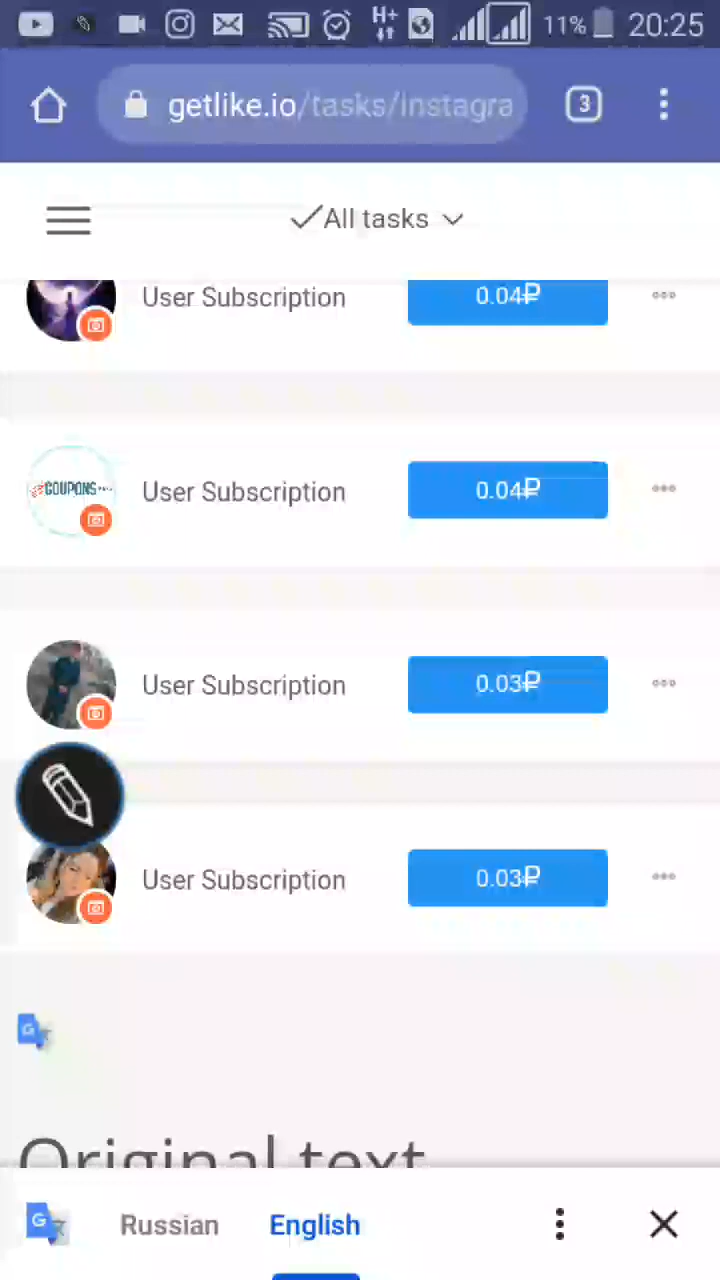 H+ 11% 20:25
getlike.io/tasks/instagra 3
All tasks
User Subscription 0.04₽
COUPONS
User Subscription 0.04₽
User Subscription 0.03₽
User Subscription 0.03₽
Original text
Russian English